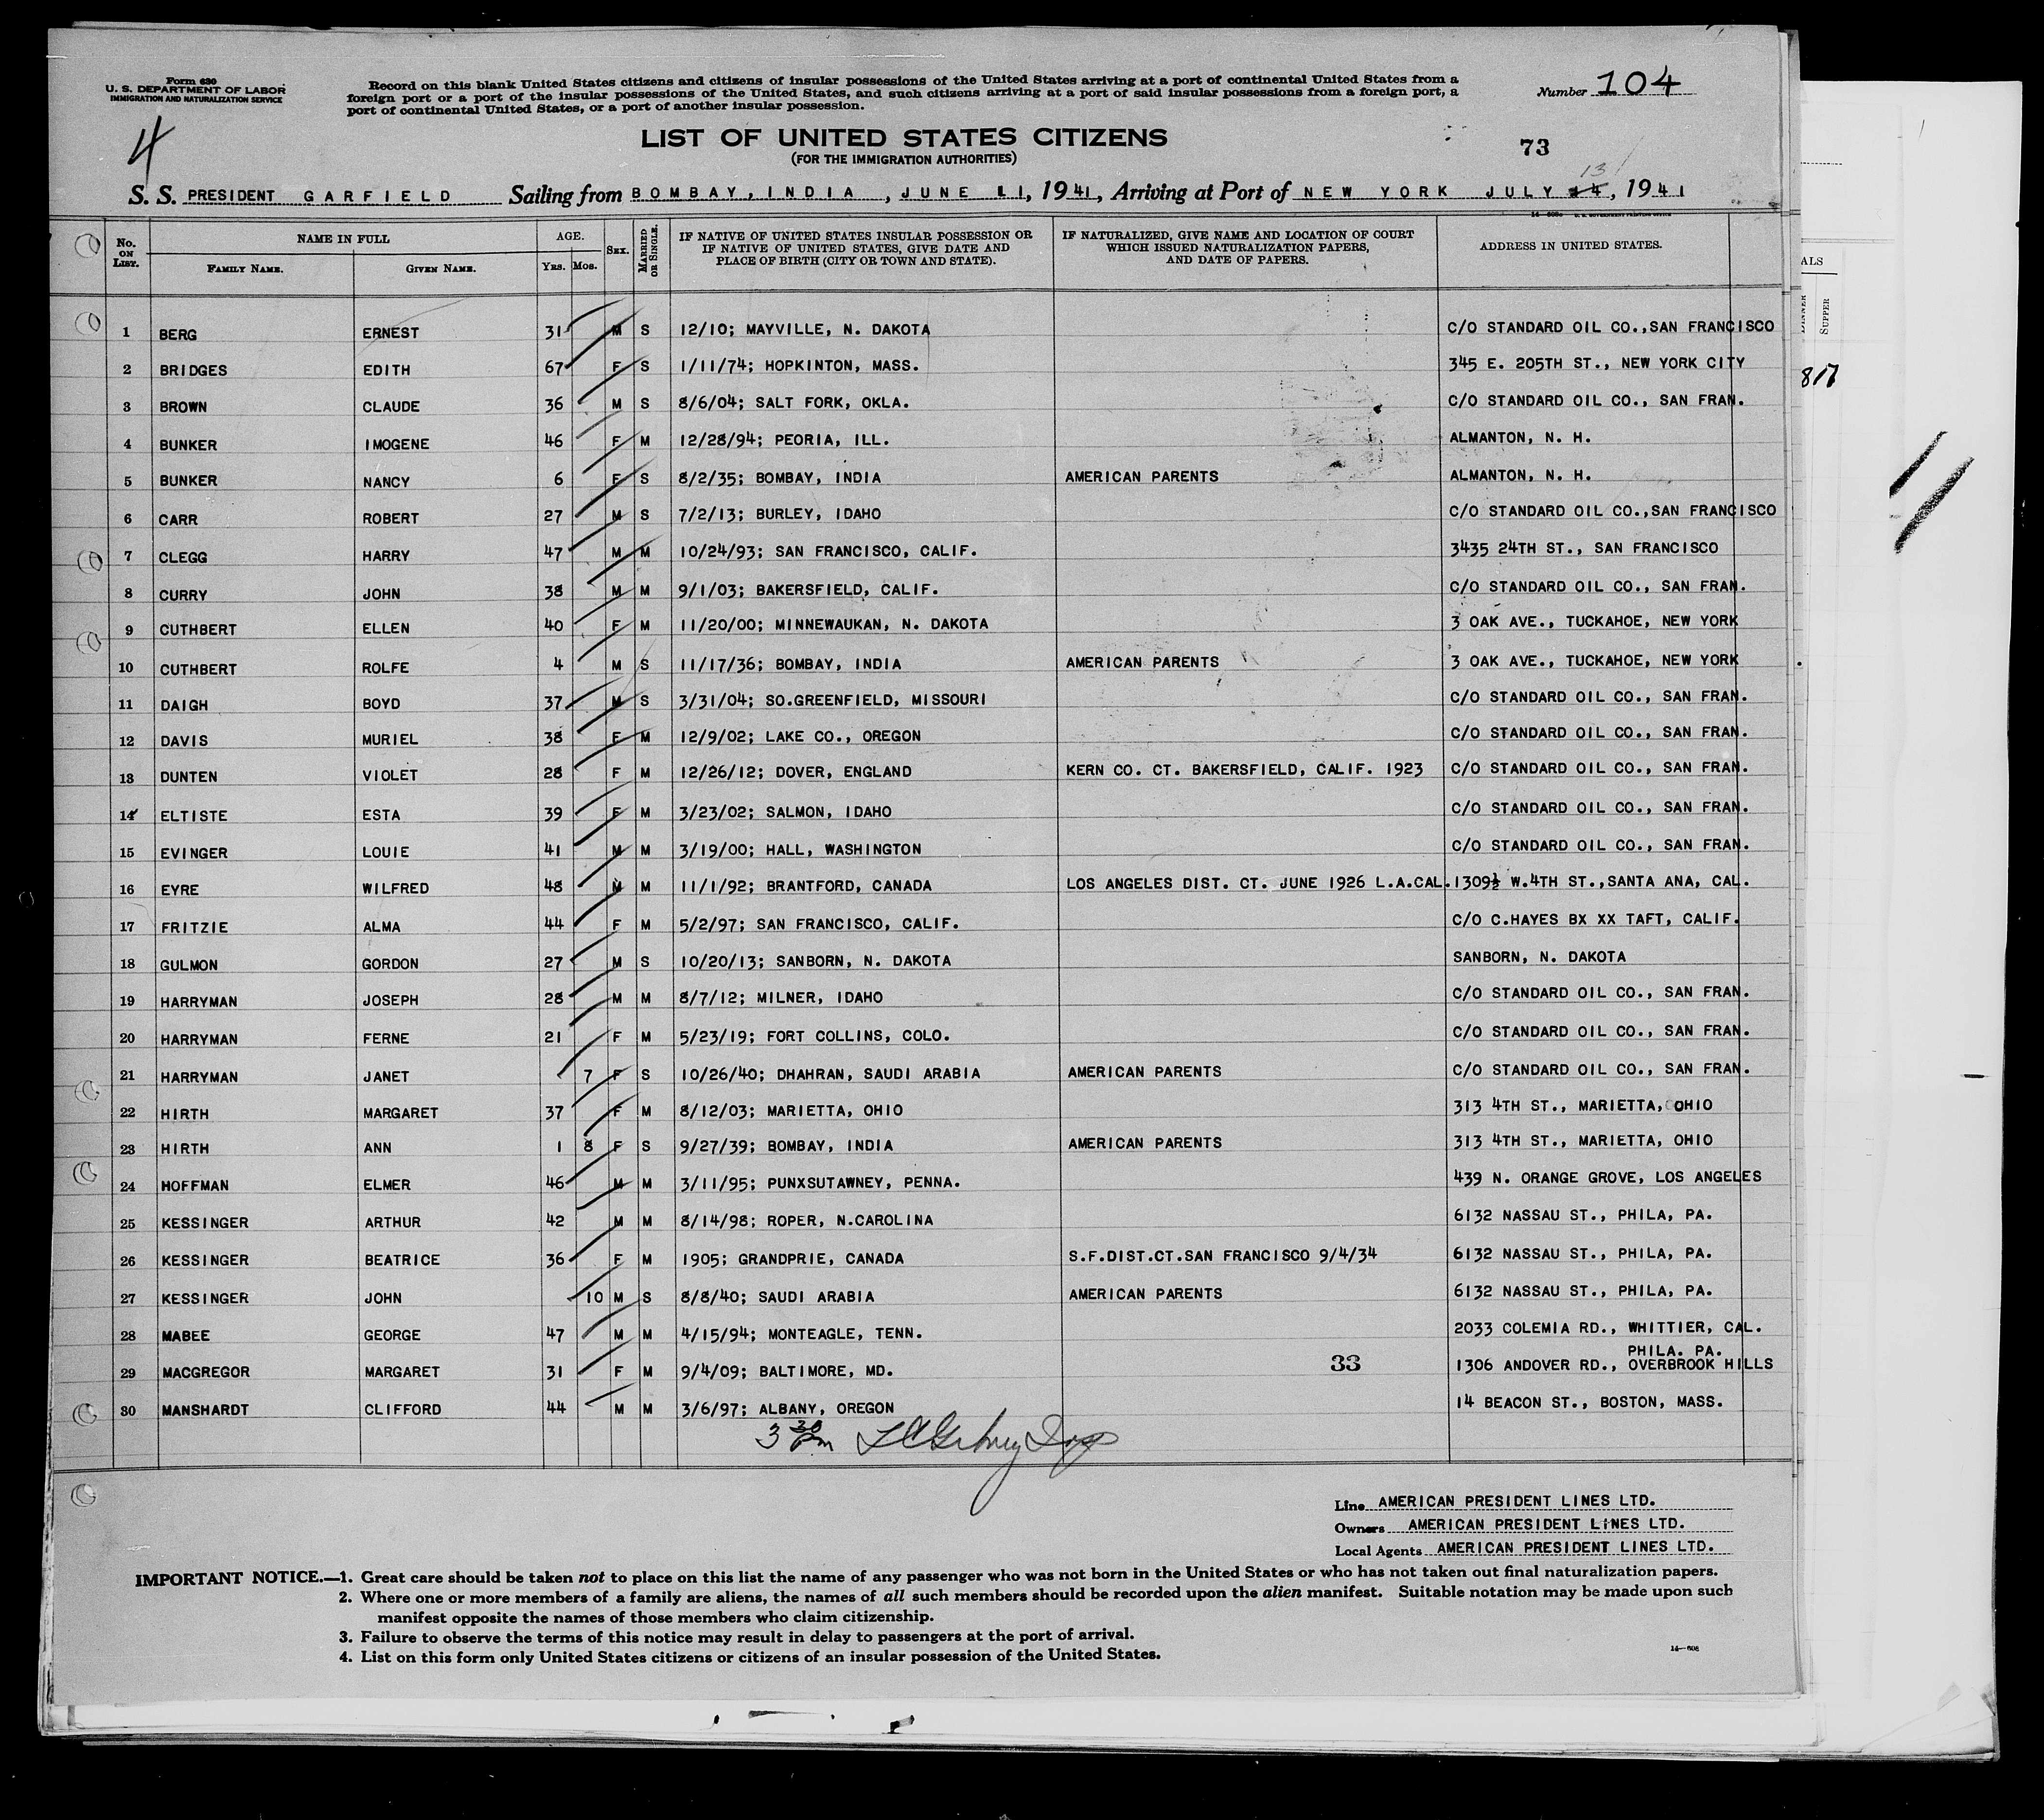 Form 630
U. S. DEPARTMENT OF LABOR
IMMIGRATION AND NATURALIZATION SERVICE
Record on this blank United States citizens and citizens of insular possessions of the United States arriving at a port of continental United States from a
foreign port or a port of the insular possessions of the United States, and such citizens arriving at a port of said insular possessions from a foreign port, a
port of continental United States, or a port of another insular possession.
Number 104
4
LIST OF UNITED STATES CITIZENS
(FOR THE IMMIGRATION AUTHORITIES)
73
13
S. S. PRESIDENT GARFIELD Sailing from BOMBAY, INDIA, JUNE 11, 1941, Arriving at Port of NEW YORK JULY 14, 1941
No. ON LIST. NAME IN FULL FAMILY NAME. GIVEN NAME. AGE. YRS. MOS. SEX. MARRIED OR SINGLE. IF NATIVE OF UNITED STATES INSULAR POSSESSION OR IF NATIVE OF UNITED STATES, GIVE DATE AND PLACE OF BIRTH (CITY OR TOWN AND STATE). IF NATURALIZED, GIVE NAME AND LOCATION OF COURT WHICH ISSUED NATURALIZATION PAPERS, AND DATE OF PAPERS. ADDRESS IN UNITED STATES.
1 BERG ERNEST 31 M S 12/10; MAYVILLE, N. DAKOTA C/O STANDARD OIL CO.,SAN FRANCISCO
2 BRIDGES EDITH 67 F S 1/11/74; HOPKINTON, MASS. 345 E. 205TH ST., NEW YORK CITY
3 BROWN CLAUDE 36 M S 8/6/04; SALT FORK, OKLA. C/O STANDARD OIL CO., SAN FRAN.
4 BUNKER IMOGENE 46 F M 12/28/94; PEORIA, ILL. ALMANTON, N. H.
5 BUNKER NANCY 6 F S 8/2/35; BOMBAY, INDIA AMERICAN PARENTS ALMANTON, N. H.
6 CARR ROBERT 27 M S 7/2/13; BURLEY, IDAHO C/O STANDARD OIL CO.,SAN FRANCISCO
7 CLEGG HARRY 47 M M 10/24/93; SAN FRANCISCO, CALIF. 3435 24TH ST., SAN FRANCISCO
8 CURRY JOHN 38 M M 9/1/03; BAKERSFIELD, CALIF. C/O STANDARD OIL CO., SAN FRAN.
9 CUTHBERT ELLEN 40 F M 11/20/00; MINNEWAUKAN, N. DAKOTA 3 OAK AVE., TUCKAHOE, NEW YORK
10 CUTHBERT ROLFE 4 M S 11/17/36; BOMBAY, INDIA AMERICAN PARENTS 3 OAK AVE., TUCKAHOE, NEW YORK
11 DAIGH BOYD 37 M S 3/31/04; SO.GREENFIELD, MISSOURI C/O STANDARD OIL CO., SAN FRAN.
12 DAVIS MURIEL 38 F M 12/9/02; LAKE CO., OREGON C/O STANDARD OIL CO., SAN FRAN.
13 DUNTEN VIOLET 28 F M 12/26/12; DOVER, ENGLAND KERN CO. CT. BAKERSFIELD, CALIF. 1923 C/O STANDARD OIL CO., SAN FRAN.
14 ELTISTE ESTA 39 F M 3/23/02; SALMON, IDAHO C/O STANDARD OIL CO., SAN FRAN.
15 EVINGER LOUIE 41 M M 3/19/00; HALL, WASHINGTON C/O STANDARD OIL CO., SAN FRAN.
16 EYRE WILFRED 48 M M 11/1/92; BRANTFORD, CANADA LOS ANGELES DIST. CT. JUNE 1926 L.A.CAL. 1309½ W.4TH ST.,SANTA ANA, CAL.
17 FRITZIE ALMA 44 F M 5/2/97; SAN FRANCISCO, CALIF. C/O C.HAYES BX XX TAFT, CALIF.
18 GULMON GORDON 27 M S 10/20/13; SANBORN, N. DAKOTA SANBORN, N. DAKOTA
19 HARRYMAN JOSEPH 28 M M 8/7/12; MILNER, IDAHO C/O STANDARD OIL CO., SAN FRAN.
20 HARRYMAN FERNE 21 F M 5/23/19; FORT COLLINS, COLO. C/O STANDARD OIL CO., SAN FRAN.
21 HARRYMAN JANET 7 F S 10/26/40; DHAHRAN, SAUDI ARABIA AMERICAN PARENTS C/O STANDARD OIL CO., SAN FRAN.
22 HIRTH MARGARET 37 F M 8/12/03; MARIETTA, OHIO 313 4TH ST., MARIETTA, OHIO
23 HIRTH ANN 1 8 F S 9/27/39; BOMBAY, INDIA AMERICAN PARENTS 313 4TH ST., MARIETTA, OHIO
24 HOFFMAN ELMER 46 M M 3/11/95; PUNXSUTAWNEY, PENNA. 439 N. ORANGE GROVE, LOS ANGELES
25 KESSINGER ARTHUR 42 M M 8/14/98; ROPER, N.CAROLINA 6132 NASSAU ST., PHILA, PA.
26 KESSINGER BEATRICE 36 F M 1905; GRANDPRIE, CANADA S.F.DIST.CT.SAN FRANCISCO 9/4/34 6132 NASSAU ST., PHILA, PA.
27 KESSINGER JOHN 10 M S 8/8/40; SAUDI ARABIA AMERICAN PARENTS 6132 NASSAU ST., PHILA, PA.
28 MABEE GEORGE 47 M M 4/15/94; MONTEAGLE, TENN. 2033 COLEMIA RD., WHITTIER, CAL.
PHILA. PA.
29 MACGREGOR MARGARET 31 F M 9/4/09; BALTIMORE, MD. 33 1306 ANDOVER RD., OVERBROOK HILLS
30 MANSHARDT CLIFFORD 44 M M 3/6/97; ALBANY, OREGON 14 BEACON ST., BOSTON, MASS.
3 30 Pm
Line AMERICAN PRESIDENT LINES LTD.
Owners AMERICAN PRESIDENT LINES LTD.
Local Agents AMERICAN PRESIDENT LINES LTD.
IMPORTANT NOTICE.—1. Great care should be taken not to place on this list the name of any passenger who was not born in the United States or who has not taken out final naturalization papers.
2. Where one or more members of a family are aliens, the names of all such members should be recorded upon the alien manifest. Suitable notation may be made upon such
manifest opposite the names of those members who claim citizenship.
3. Failure to observe the terms of this notice may result in delay to passengers at the port of arrival.
4. List on this form only United States citizens or citizens of an insular possession of the United States.
14—608
ALS
DINNER
SUPPER
817